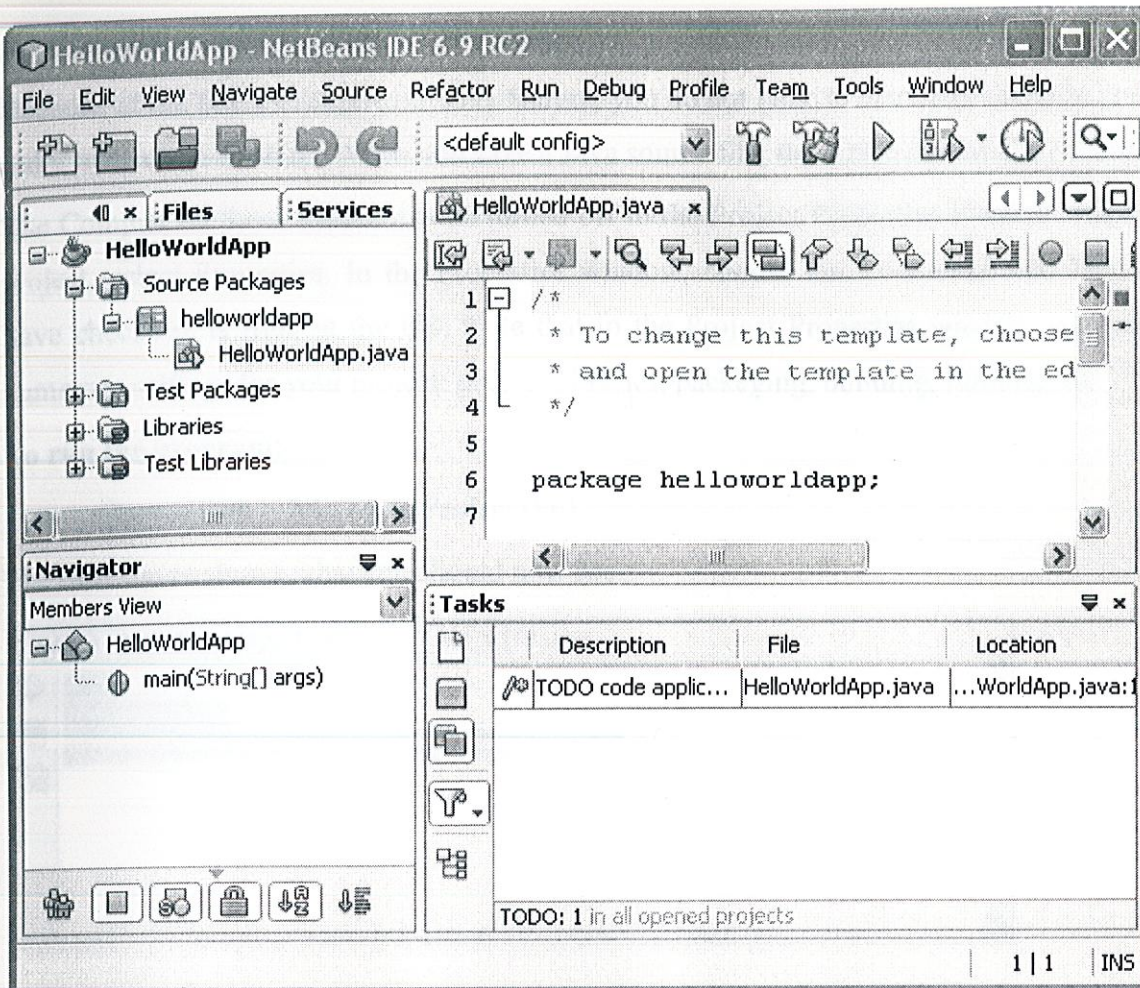 HelloWorldApp - NetBeans IDE 6.9 RC2
File Edit View Navigate Source Refactor Run Debug Profile Team Tools Window Help
<default config>
Files Services
HelloWorldApp
Source Packages
helloworldapp
HelloWorldApp.java
Test Packages
Libraries
Test Libraries
Navigator
Members View
HelloWorldApp
main(String[] args)
HelloWorldApp.java
1 /*
2 * To change this template, choose
3 * and open the template in the ed
4 */
5
6 package helloworldapp;
7
Tasks
Description File Location
TODO code applic... HelloWorldApp.java ...WorldApp.java:1
TODO: 1 in all opened projects
1 | 1 INS